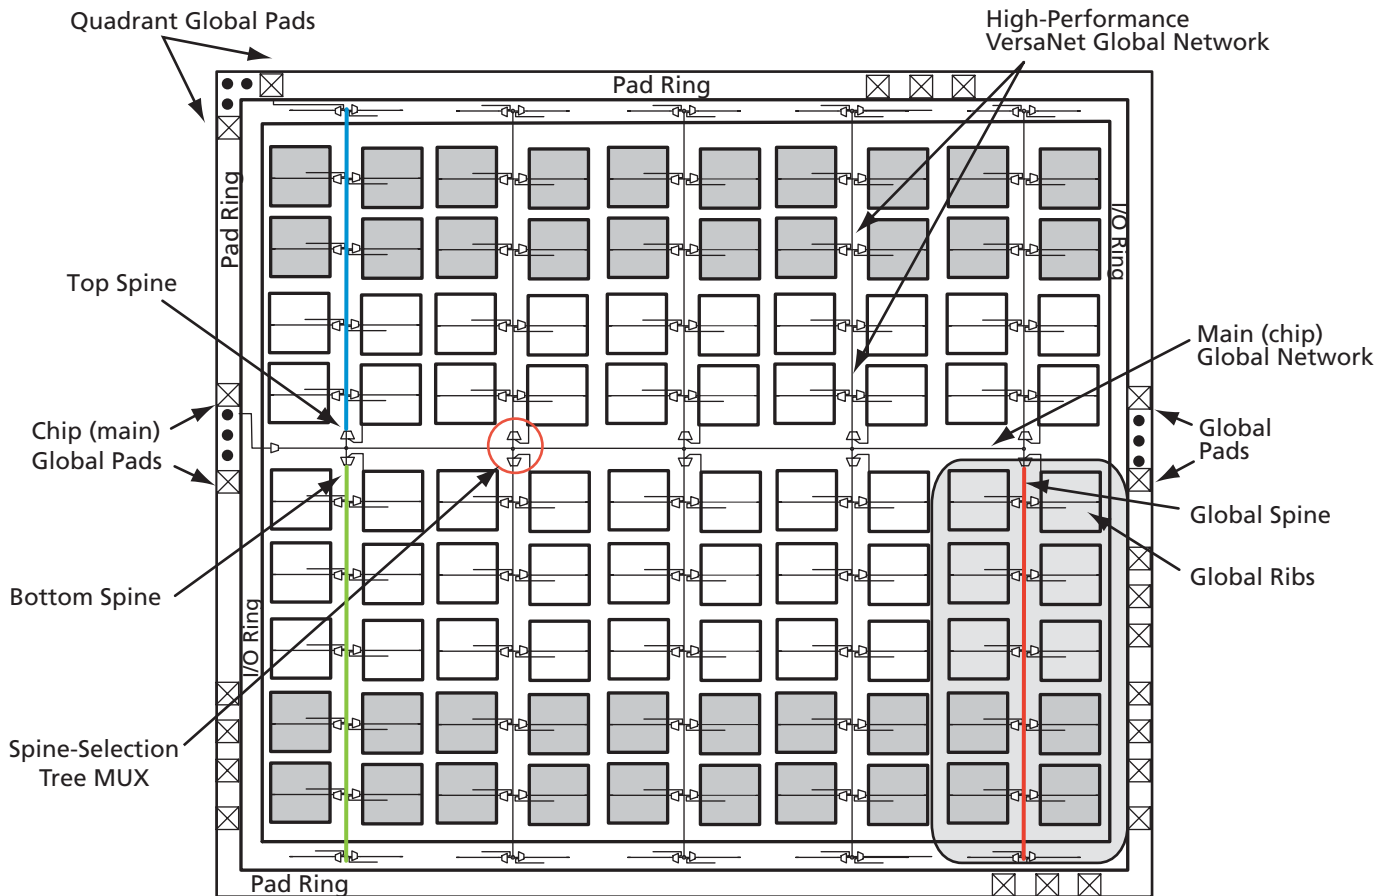 Quadrant Global Pads
High-Performance
VersaNet Global Network
Pad Ring
Pad Ring
I/O Ring
Top Spine
Main (chip)
Global Network
Chip (main)
Global Pads
Global
Pads
Global Spine
Global Ribs
Bottom Spine
I/O Ring
Spine-Selection
Tree MUX
Pad Ring